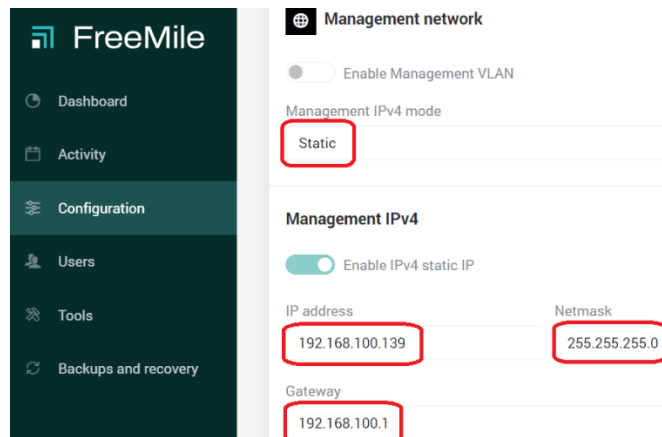 FreeMile
Dashboard
Activity
Configuration
Users
Tools
Backups and recovery
Management network
Enable Management VLAN
Management IPv4 mode
Static
Management IPv4
Enable IPv4 static IP
IP address Netmask
192.168.100.139 255.255.255.0
Gateway
192.168.100.1